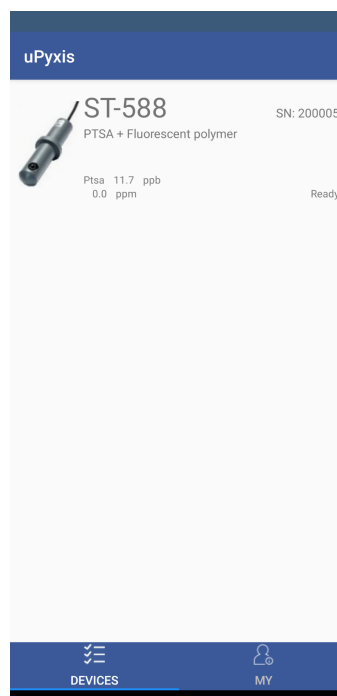 uPyxis
ST-588
SN: 200005
PTSA + Fluorescent polymer
Ptsa 11.7 ppb
0.0 ppm
Ready
DEVICES
MY